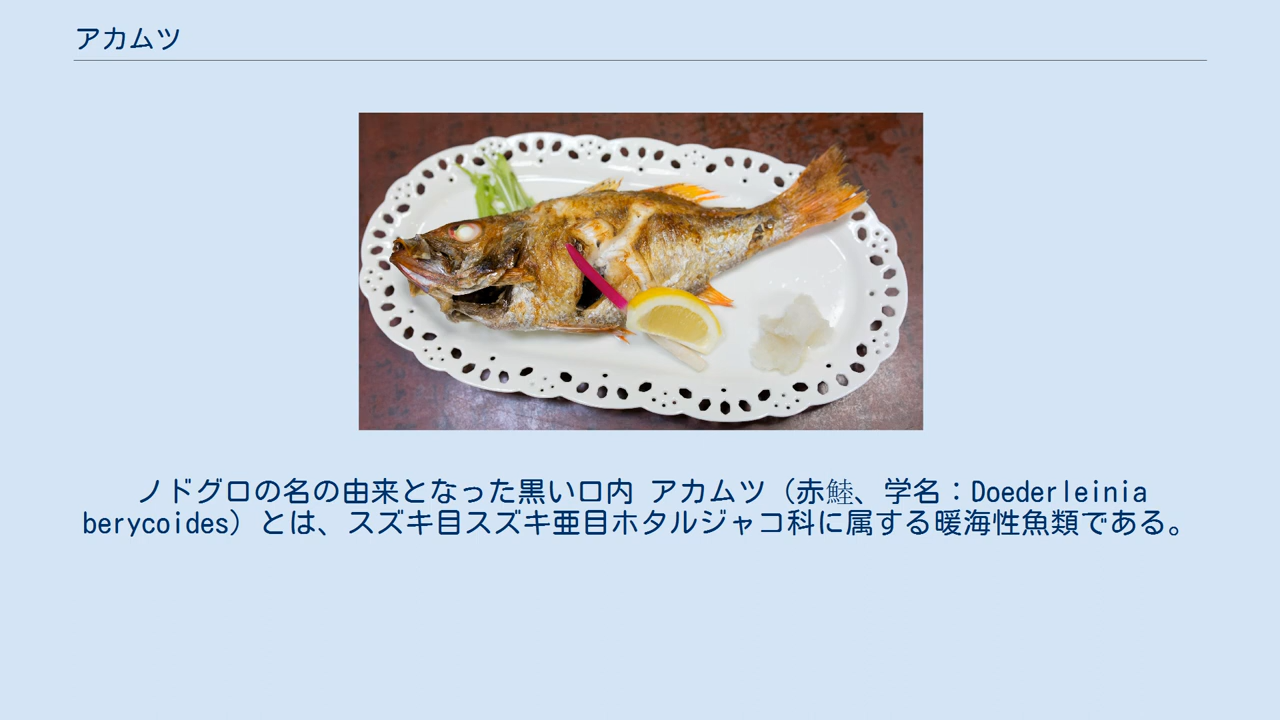 アカムツ
ノドグロの名の由来となった黒い口内 アカムツ（赤鯥、学名：Doederleinia
berycoides）とは、スズキ目スズキ亜目ホタルジャコ科に属する暖海性魚類である。